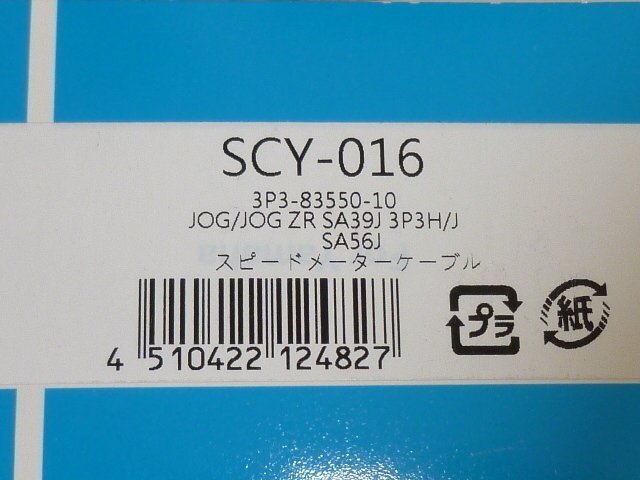 SCY-016
3P3-83550-10
JOG/JOG ZR SA39J 3P3H/J
SA56J
スピードメーターケーブル
4 510422 124827
プラ
紙